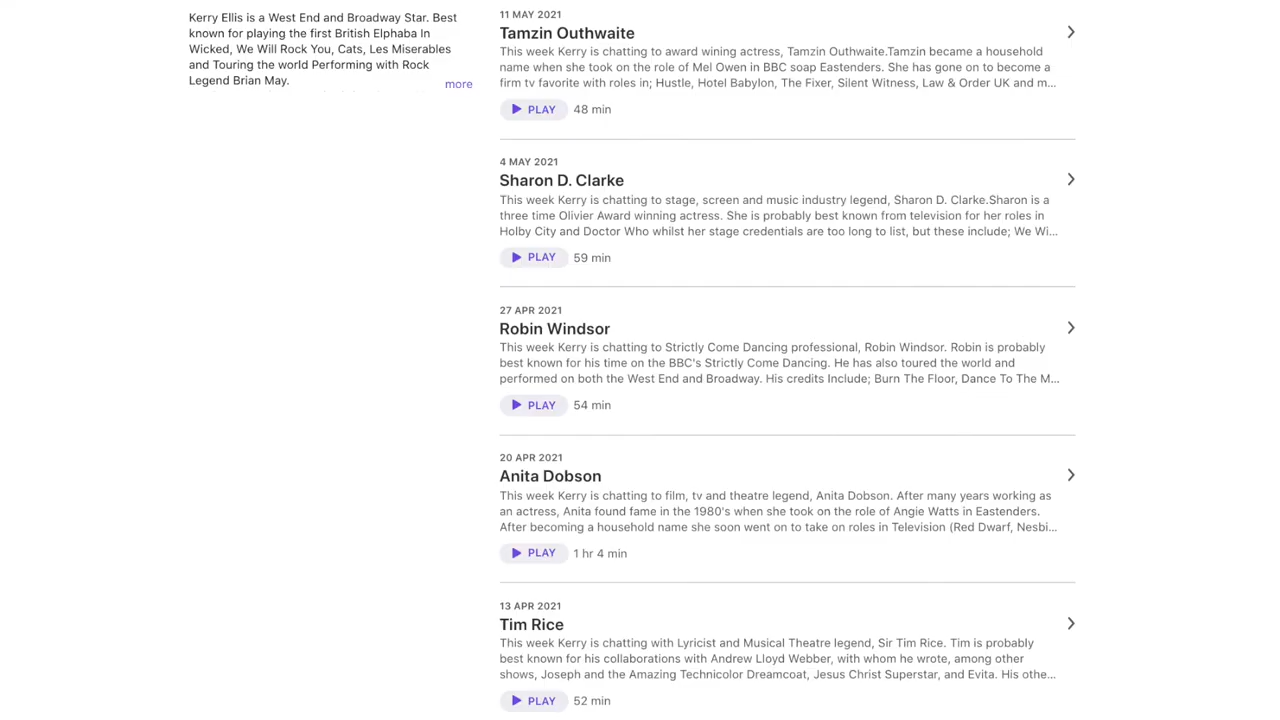 Kerry Ellis is a West End and Broadway Star. Best
known for playing the first British Elphaba In
Wicked, We Will Rock You, Cats, Les Miserables
and Touring the world Performing with Rock
Legend Brian May.
more
11 MAY 2021
Tamzin Outhwaite
This week Kerry is chatting to award wining actress, Tamzin Outhwaite.Tamzin became a household
name when she took on the role of Mel Owen in BBC soap Eastenders. She has gone on to become a
firm tv favorite with roles in; Hustle, Hotel Babylon, The Fixer, Silent Witness, Law & Order UK and m...
PLAY 48 min
4 MAY 2021
Sharon D. Clarke
This week Kerry is chatting to stage, screen and music industry legend, Sharon D. Clarke.Sharon is a
three time Olivier Award winning actress. She is probably best known from television for her roles in
Holby City and Doctor Who whilst her stage credentials are too long to list, but these include; We Wi...
PLAY 59 min
27 APR 2021
Robin Windsor
This week Kerry is chatting to Strictly Come Dancing professional, Robin Windsor. Robin is probably
best known for his time on the BBC's Strictly Come Dancing. He has also toured the world and
performed on both the West End and Broadway. His credits Include; Burn The Floor, Dance To The M...
PLAY 54 min
20 APR 2021
Anita Dobson
This week Kerry is chatting to film, tv and theatre legend, Anita Dobson. After many years working as
an actress, Anita found fame in the 1980's when she took on the role of Angie Watts in Eastenders.
After becoming a household name she soon went on to take on roles in Television (Red Dwarf, Nesbi...
PLAY 1 hr 4 min
13 APR 2021
Tim Rice
This week Kerry is chatting with Lyricist and Musical Theatre legend, Sir Tim Rice. Tim is probably
best known for his collaborations with Andrew Lloyd Webber, with whom he wrote, among other
shows, Joseph and the Amazing Technicolor Dreamcoat, Jesus Christ Superstar, and Evita. His othe...
PLAY 52 min